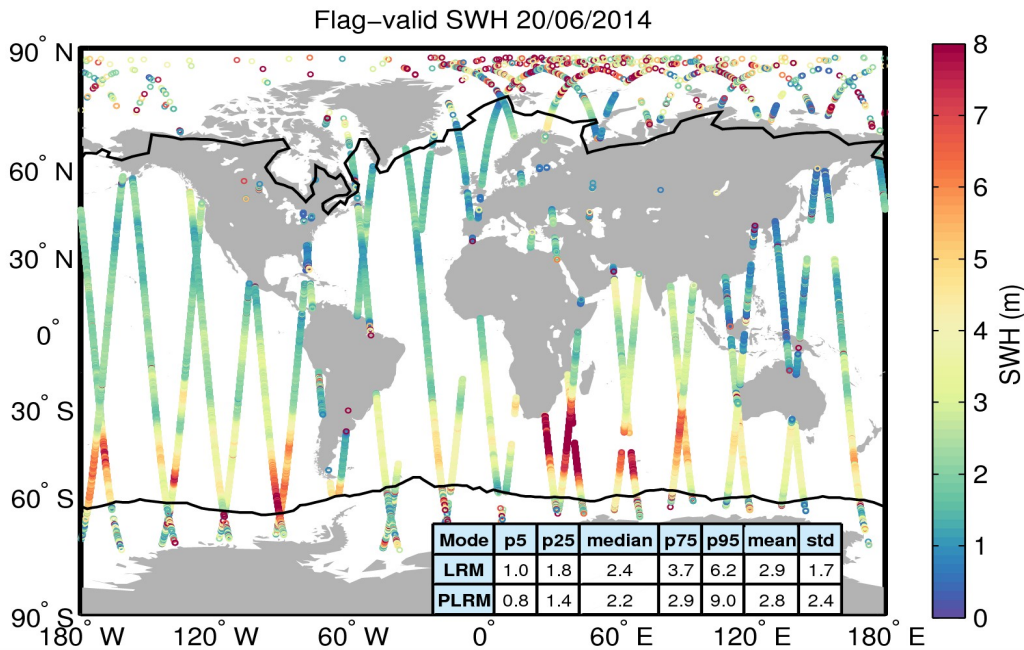 Flag−valid SWH 20/06/2014
90° N
60° N
30° N
0°
30° S
60° S
90° S
180° W
120° W
60° W
0°
60° E
120° E
180° E
Mode p5 p25 median p75 p95 mean std
LRM 1.0 1.8 2.4 3.7 6.2 2.9 1.7
PLRM 0.8 1.4 2.2 2.9 9.0 2.8 2.4
8
7
6
5
4
3
2
1
0
SWH (m)